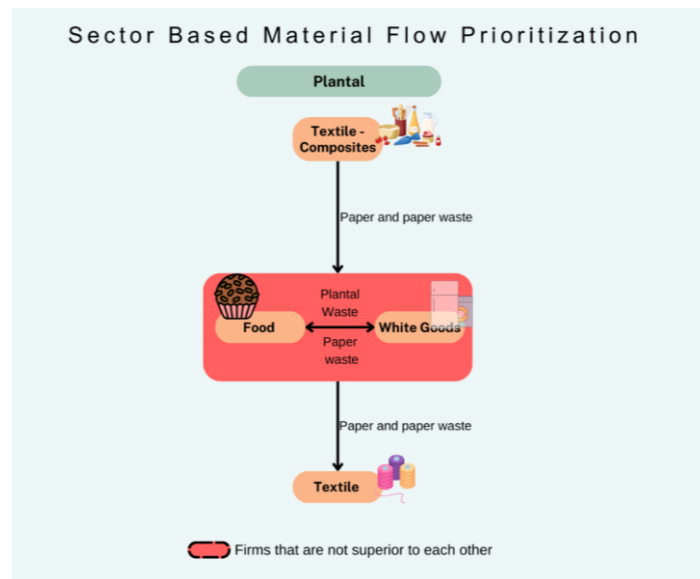 Sector Based Material Flow Prioritization
Plantal
Textile -
Composites
Paper and paper waste
Plantal
Waste
Food
White Goods
Paper
waste
Paper and paper waste
Textile
Firms that are not superior to each other